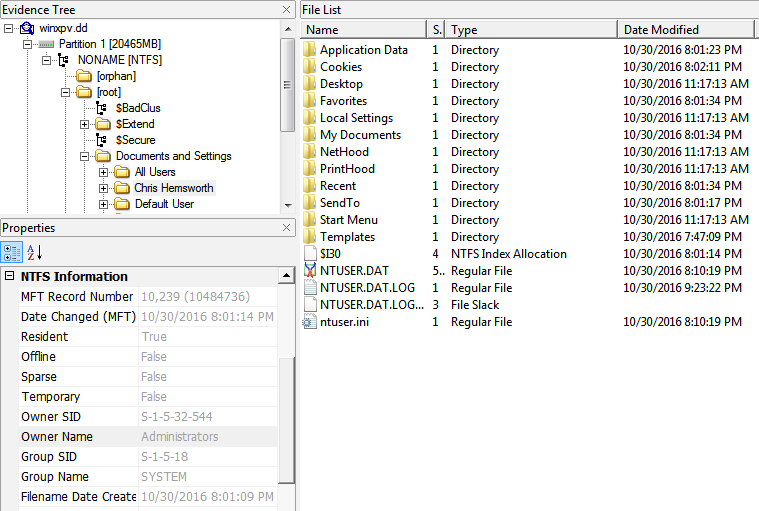 Evidence Tree
winxpv.dd
Partition 1 [20465MB]
NONAME [NTFS]
[orphan]
[root]
$BadClus
$Extend
$Secure
Documents and Settings
All Users
Chris Hemsworth
Default User
Properties
NTFS Information
MFT Record Number 10,239 (10484736)
Date Changed (MFT) 10/30/2016 8:01:14 PM
Resident True
Offline False
Sparse False
Temporary False
Owner SID S-1-5-32-544
Owner Name Administrators
Group SID S-1-5-18
Group Name SYSTEM
Filename Date Create 10/30/2016 8:01:09 PM
File List
Name S.. Type Date Modified
Application Data 1 Directory 10/30/2016 8:01:23 PM
Cookies 1 Directory 10/30/2016 8:02:11 PM
Desktop 1 Directory 10/30/2016 11:17:13 AM
Favorites 1 Directory 10/30/2016 8:01:34 PM
Local Settings 1 Directory 10/30/2016 11:17:13 AM
My Documents 1 Directory 10/30/2016 8:01:34 PM
NetHood 1 Directory 10/30/2016 11:17:13 AM
PrintHood 1 Directory 10/30/2016 11:17:13 AM
Recent 1 Directory 10/30/2016 8:01:34 PM
SendTo 1 Directory 10/30/2016 8:01:17 PM
Start Menu 1 Directory 10/30/2016 11:17:13 AM
Templates 1 Directory 10/30/2016 7:47:09 PM
$I30 4 NTFS Index Allocation 10/30/2016 8:01:14 PM
NTUSER.DAT 5.. Regular File 10/30/2016 8:10:19 PM
NTUSER.DAT.LOG 1 Regular File 10/30/2016 9:23:22 PM
NTUSER.DAT.LOG... 3 File Slack
ntuser.ini 1 Regular File 10/30/2016 8:10:19 PM